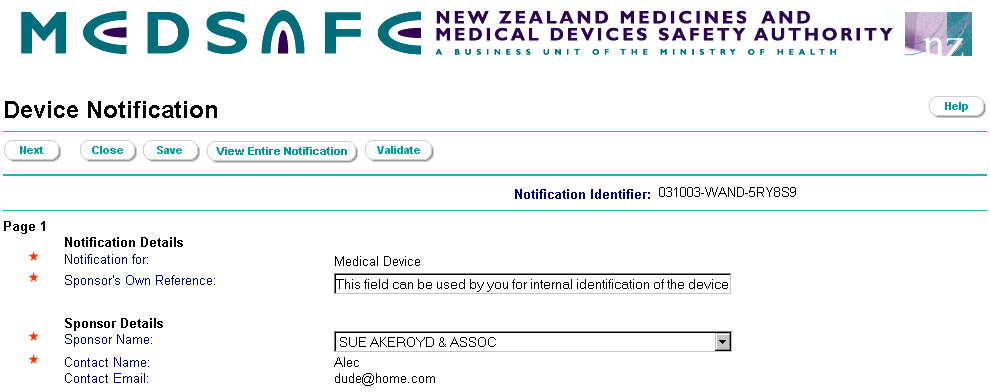 MEDSAFE NEW ZEALAND MEDICINES AND
MEDICAL DEVICES SAFETY AUTHORITY
A BUSINESS UNIT OF THE MINISTRY OF HEALTH
nz
Device Notification Help
Next Close Save View Entire Notification Validate
Notification Identifier: 031003-WAND-5RY8S9
Page 1
Notification Details
Notification for: Medical Device
Sponsor's Own Reference: This field can be used by you for internal identification of the device
Sponsor Details
Sponsor Name: SUE AKEROYD & ASSOC
Contact Name: Alec
Contact Email: dude@home.com